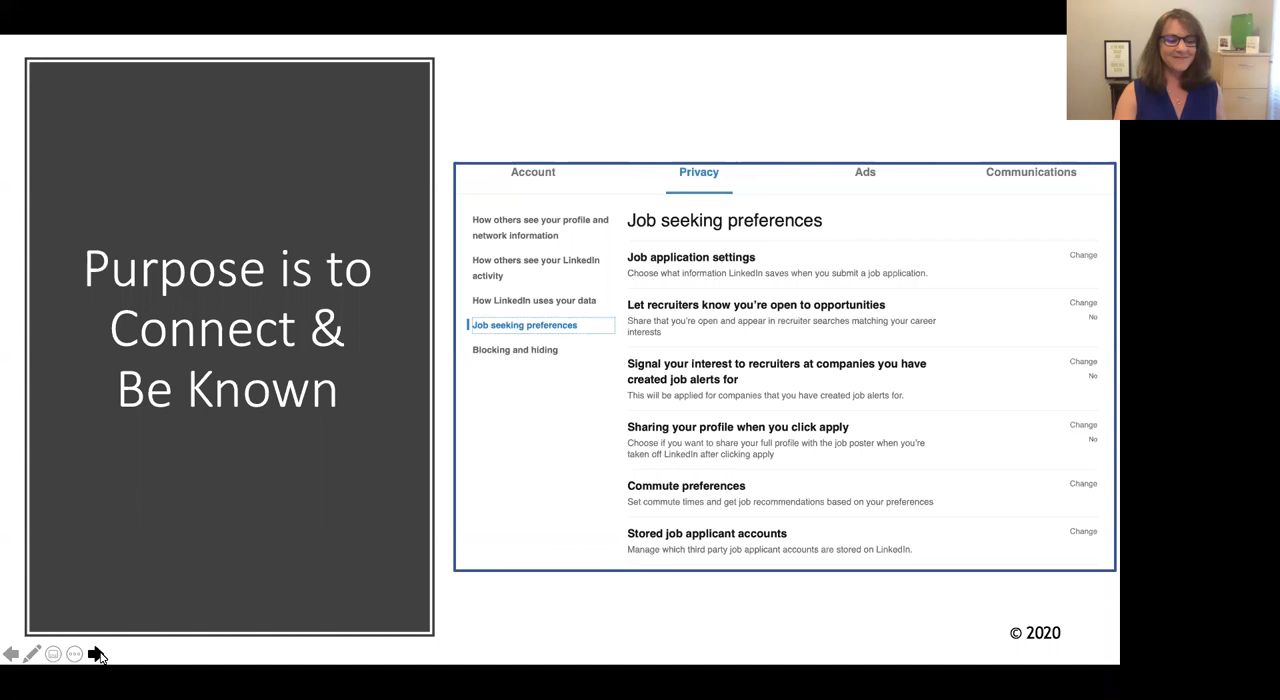 Purpose is to
Connect &
Be Known
Account
Privacy
Ads
Communications
How others see your profile and
network information
How others see your LinkedIn
activity
How LinkedIn uses your data
Job seeking preferences
Blocking and hiding
Job seeking preferences
Job application settings
Change
Choose what information LinkedIn saves when you submit a job application.
Let recruiters know you're open to opportunities
Change
No
Share that you're open and appear in recruiter searches matching your career
interests
Signal your interest to recruiters at companies you have
created job alerts for
Change
No
This will be applied for companies that you have created job alerts for.
Sharing your profile when you click apply
Change
No
Choose if you want to share your full profile with the job poster when you're
taken off LinkedIn after clicking apply
Commute preferences
Change
Set commute times and get job recommendations based on your preferences
Stored job applicant accounts
Change
Manage which third party job applicant accounts are stored on LinkedIn.
© 2020